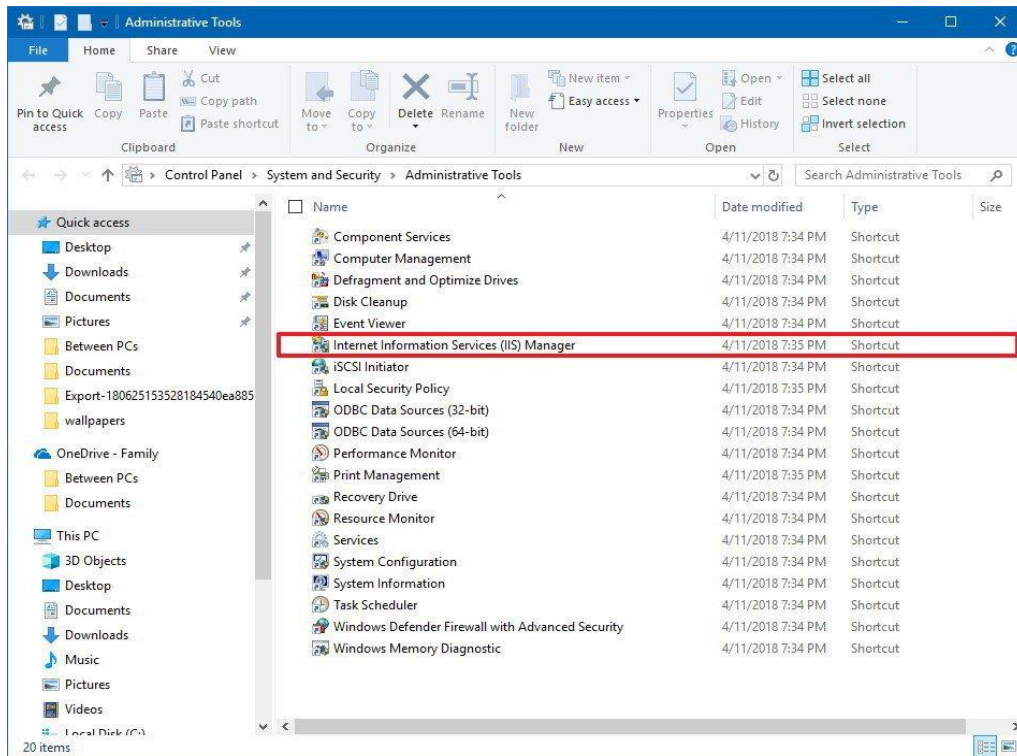 Administrative Tools
File Home Share View
Pin to Quick access
Copy
Paste
Cut
Copy path
Paste shortcut
Clipboard
Move to
Copy to
Delete
Rename
Organize
New folder
New item
Easy access
New
Properties
Open
Edit
History
Open
Select all
Select none
Invert selection
Select
Control Panel > System and Security > Administrative Tools
Search Administrative Tools
Quick access
Desktop
Downloads
Documents
Pictures
Between PCs
Documents
Export-180625153528184540ea885
wallpapers
OneDrive - Family
Between PCs
Documents
This PC
3D Objects
Desktop
Documents
Downloads
Music
Pictures
Videos
Local Disk (C:)
Name Date modified Type Size
Component Services 4/11/2018 7:34 PM Shortcut
Computer Management 4/11/2018 7:34 PM Shortcut
Defragment and Optimize Drives 4/11/2018 7:34 PM Shortcut
Disk Cleanup 4/11/2018 7:34 PM Shortcut
Event Viewer 4/11/2018 7:34 PM Shortcut
Internet Information Services (IIS) Manager 4/11/2018 7:35 PM Shortcut
iSCSI Initiator 4/11/2018 7:34 PM Shortcut
Local Security Policy 4/11/2018 7:35 PM Shortcut
ODBC Data Sources (32-bit) 4/11/2018 7:34 PM Shortcut
ODBC Data Sources (64-bit) 4/11/2018 7:34 PM Shortcut
Performance Monitor 4/11/2018 7:34 PM Shortcut
Print Management 4/11/2018 7:35 PM Shortcut
Recovery Drive 4/11/2018 7:34 PM Shortcut
Resource Monitor 4/11/2018 7:34 PM Shortcut
Services 4/11/2018 7:34 PM Shortcut
System Configuration 4/11/2018 7:34 PM Shortcut
System Information 4/11/2018 7:34 PM Shortcut
Task Scheduler 4/11/2018 7:34 PM Shortcut
Windows Defender Firewall with Advanced Security 4/11/2018 7:34 PM Shortcut
Windows Memory Diagnostic 4/11/2018 7:34 PM Shortcut
20 items